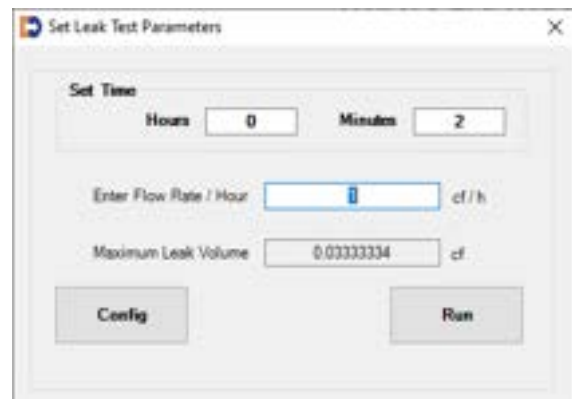 Set Leak Test Parameters
Set Time
Hours 0 Minutes 2
Enter Flow Rate / Hour 1 cf / h
Maximum Leak Volume 0.03333334 cf
Config Run